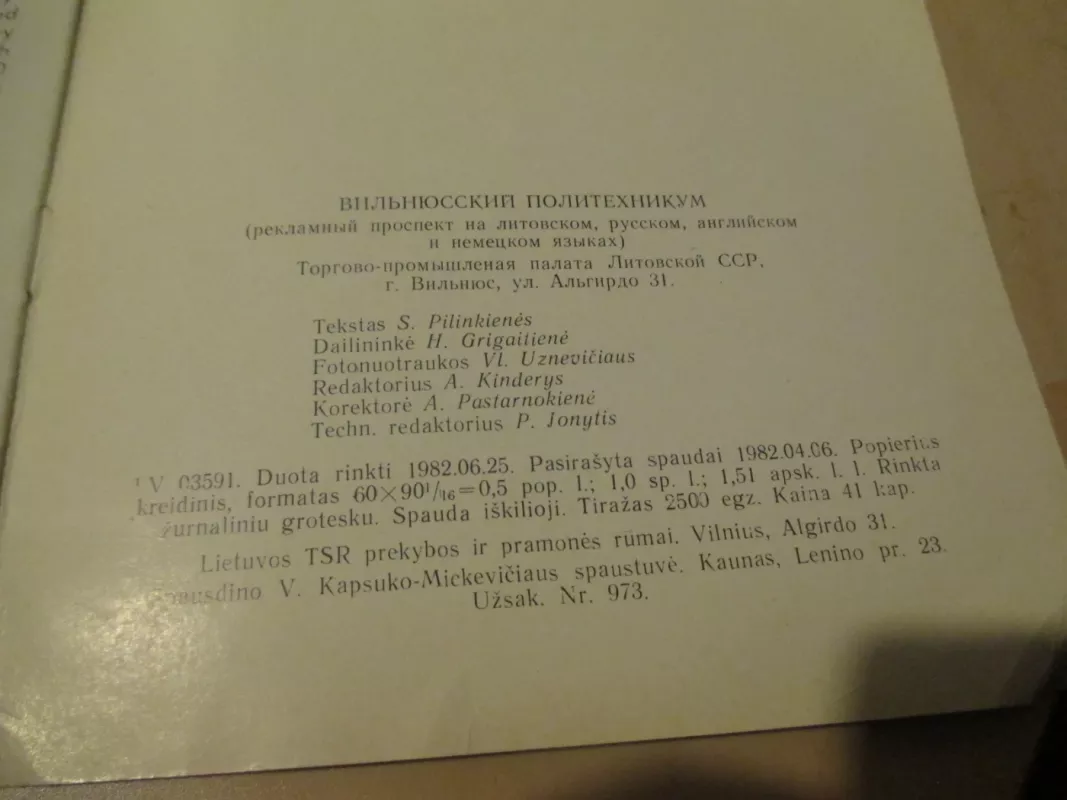 ВИЛЬНЮССКИЙ ПОЛИТЕХНИКУМ
(рекламный проспект на литовском, русском, английском
и немецком языках)
Торгово-промышленая палата Литовской ССР,
г. Вильнюс, ул. Альгирдо 31.
Tekstas S. Pilinkienės
Dailininkė H. Grigaitienė
Fotonuotraukos Vl. Uznevičiaus
Redaktorius A. Kinderys
Korektorė A. Pastarnokienė
Techn. redaktorius P. Jonytis
V 03591. Duota rinkti 1982.06.25. Pasirašyta spaudai 1982.04.06. Popierius
kreidinis, formatas 60×90¹/₁₆=0,5 pop. l.; 1,0 sp. l.; 1,51 apsk. l. l. Rinkta
žurnaliniu grotesku. Spauda iškilioji. Tiražas 2500 egz. Kaina 41 kap.
Lietuvos TSR prekybos ir pramonės rūmai. Vilnius, Algirdo 31.
Spausdino V. Kapsuko-Mickevičiaus spaustuvė. Kaunas, Lenino pr. 23.
Užsak. Nr. 973.